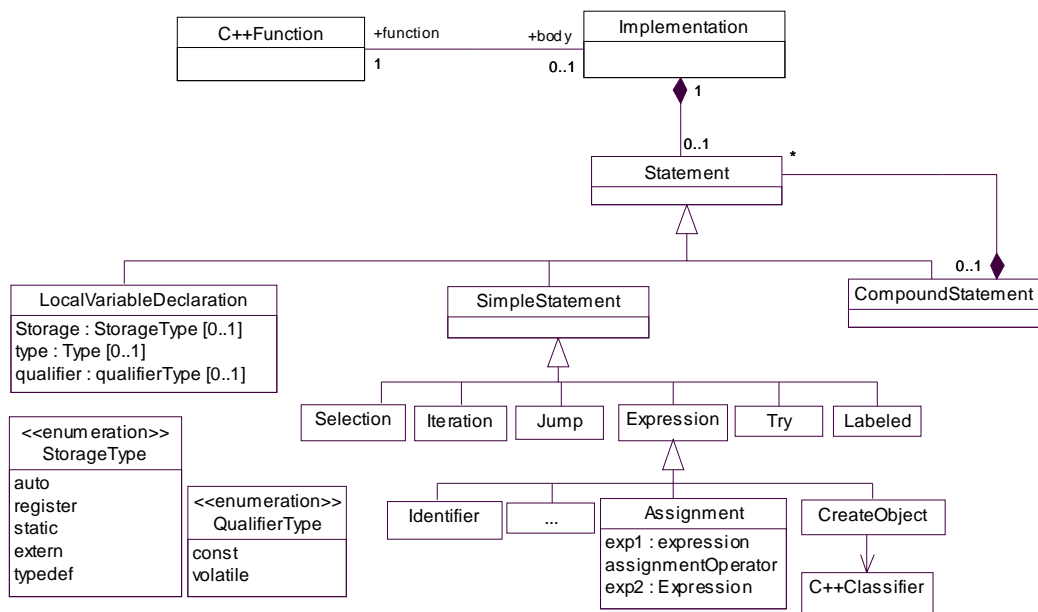 C++Function
+function
+body
Implementation
1
0..1
1
0..1
*
Statement
0..1
LocalVariableDeclaration
Storage : StorageType [0..1]
type : Type [0..1]
qualifier : qualifierType [0..1]
SimpleStatement
CompoundStatement
Selection
Iteration
Jump
Expression
Try
Labeled
<<enumeration>>
StorageType
auto
register
static
extern
typedef
<<enumeration>>
QualifierType
const
volatile
Identifier
...
Assignment
exp1 : expression
assignmentOperator
exp2 : Expression
CreateObject
C++Classifier